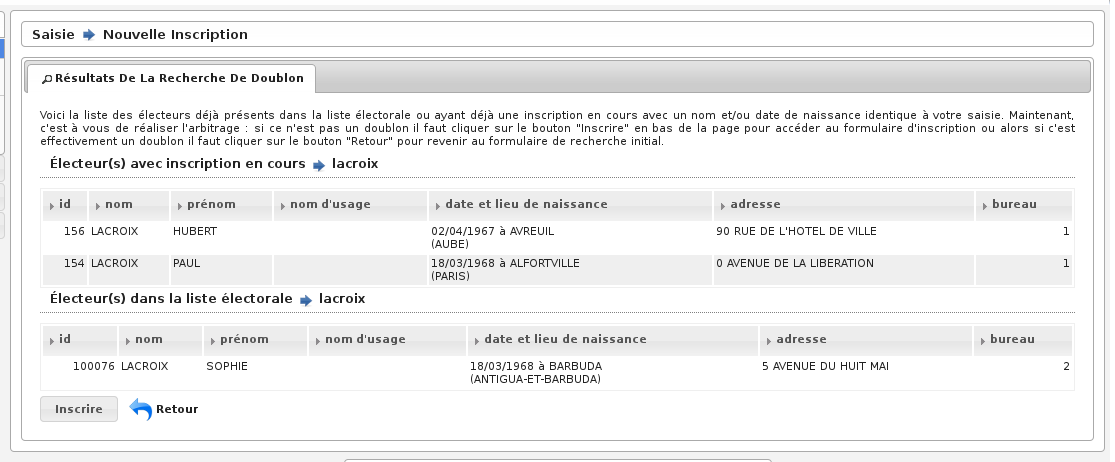 Saisie Nouvelle Inscription
Résultats De La Recherche De Doublon
Voici la liste des électeurs déjà présents dans la liste électorale ou ayant déjà une inscription en cours avec un nom et/ou date de naissance identique à votre saisie. Maintenant,
c'est à vous de réaliser l'arbitrage : si ce n'est pas un doublon il faut cliquer sur le bouton "Inscrire" en bas de la page pour accéder au formulaire d'inscription ou alors si c'est
effectivement un doublon il faut cliquer sur le bouton "Retour" pour revenir au formulaire de recherche initial.
Électeur(s) avec inscription en cours lacroix
id nom prénom nom d'usage date et lieu de naissance adresse bureau
156 LACROIX HUBERT 02/04/1967 à AVREUIL 90 RUE DE L'HOTEL DE VILLE 1
(AUBE)
154 LACROIX PAUL 18/03/1968 à ALFORTVILLE 0 AVENUE DE LA LIBERATION 1
(PARIS)
Électeur(s) dans la liste électorale lacroix
id nom prénom nom d'usage date et lieu de naissance adresse bureau
100076 LACROIX SOPHIE 18/03/1968 à BARBUDA 5 AVENUE DU HUIT MAI 2
(ANTIGUA-ET-BARBUDA)
Inscrire Retour